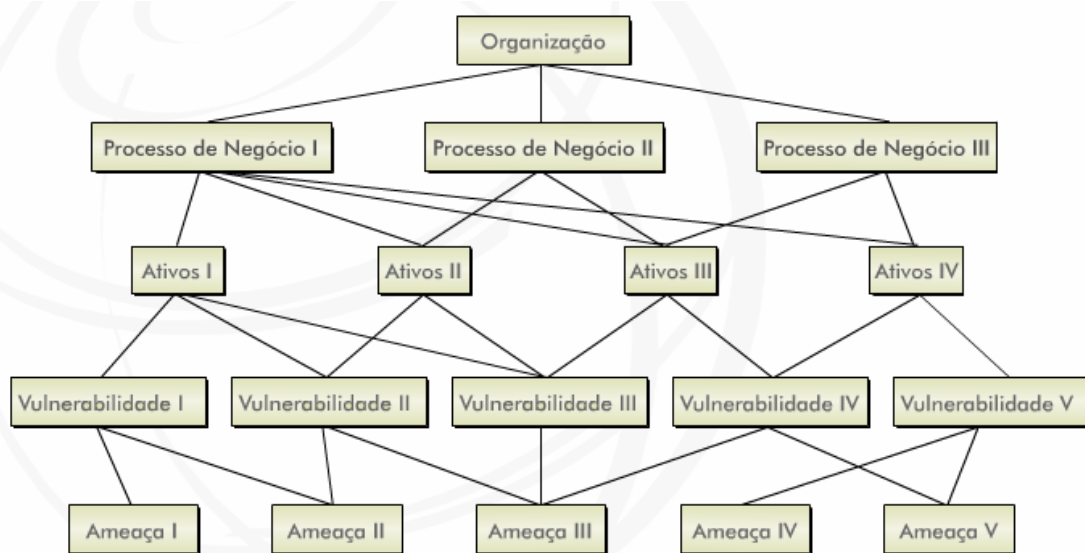 Organização
Processo de Negócio I
Processo de Negócio II
Processo de Negócio III
Ativos I
Ativos II
Ativos III
Ativos IV
Vulnerabilidade I
Vulnerabilidade II
Vulnerabilidade III
Vulnerabilidade IV
Vulnerabilidade V
Ameaça I
Ameaça II
Ameaça III
Ameaça IV
Ameaça V